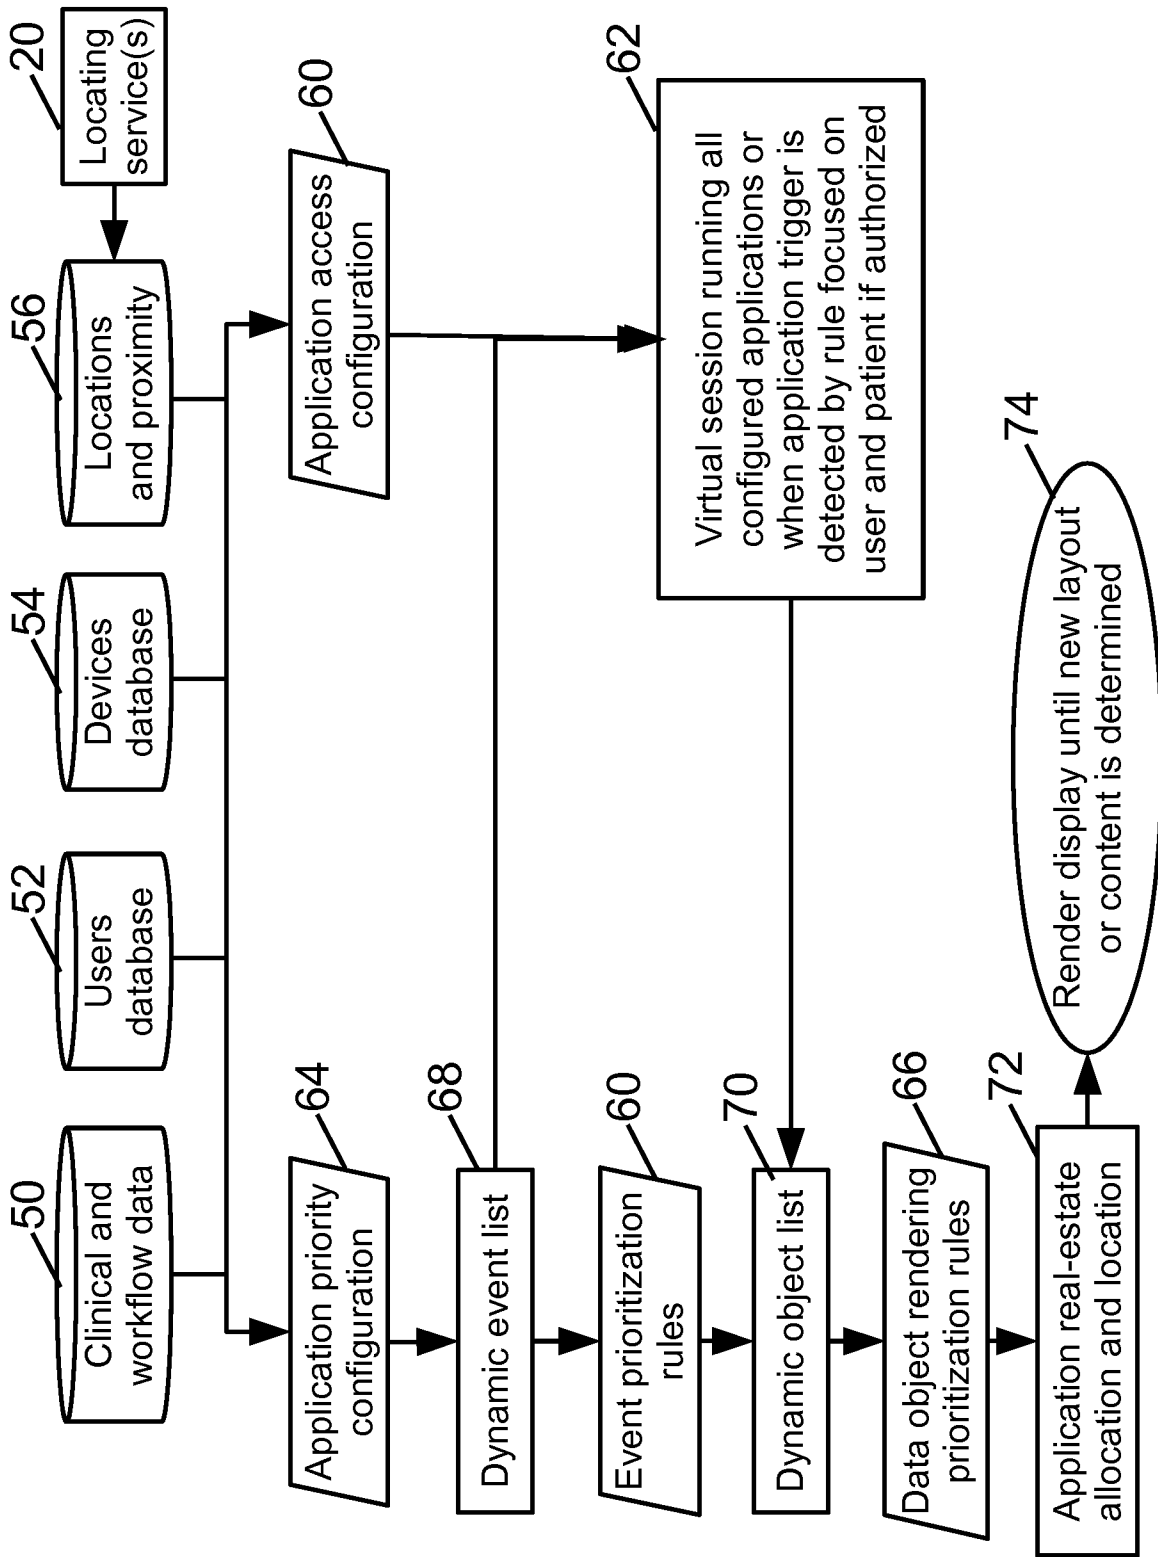 50
Clinical and
workflow data
52
Users
database
54
Devices
database
56
Locations
and proximity
20
Locating
service(s)
64
Application priority
configuration
60
Application access
configuration
68
Dynamic event list
62
Virtual session running all
configured applications or
when application trigger is
detected by rule focused on
user and patient if authorized
60
Event prioritization
rules
70
Dynamic object list
66
Data object rendering
prioritization rules
72
Application real-estate
allocation and location
74
Render display until new layout
or content is determined